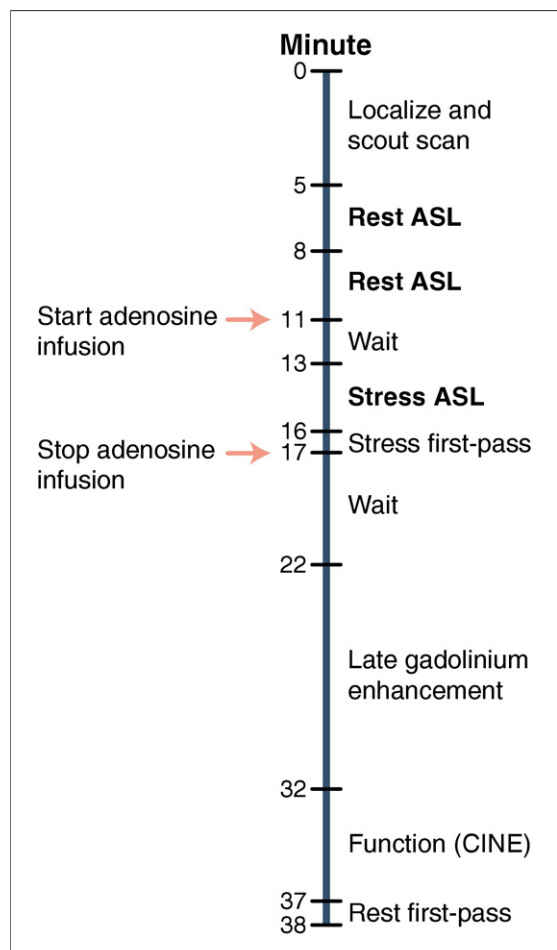 Minute
0
Localize and
scout scan
5
Rest ASL
8
Rest ASL
Start adenosine
infusion
11
Wait
13
Stress ASL
16
Stress first-pass
Stop adenosine
infusion
17
Wait
22
Late gadolinium
enhancement
32
Function (CINE)
37
Rest first-pass
38